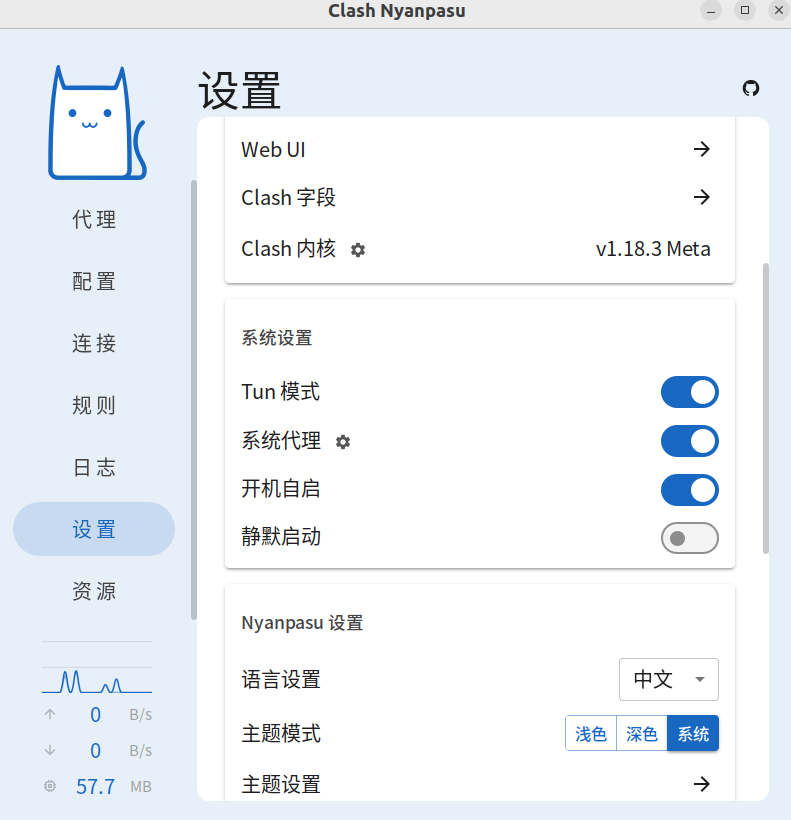 Clash Nyanpasu
设置
代理
配置
连接
规则
日志
设置
资源
0 B/s
0 B/s
57.7 MB
Web UI
Clash 字段
Clash 内核 v1.18.3 Meta
系统设置
Tun 模式
系统代理
开机自启
静默启动
Nyanpasu 设置
语言设置 中文
主题模式 浅色 深色 系统
主题设置